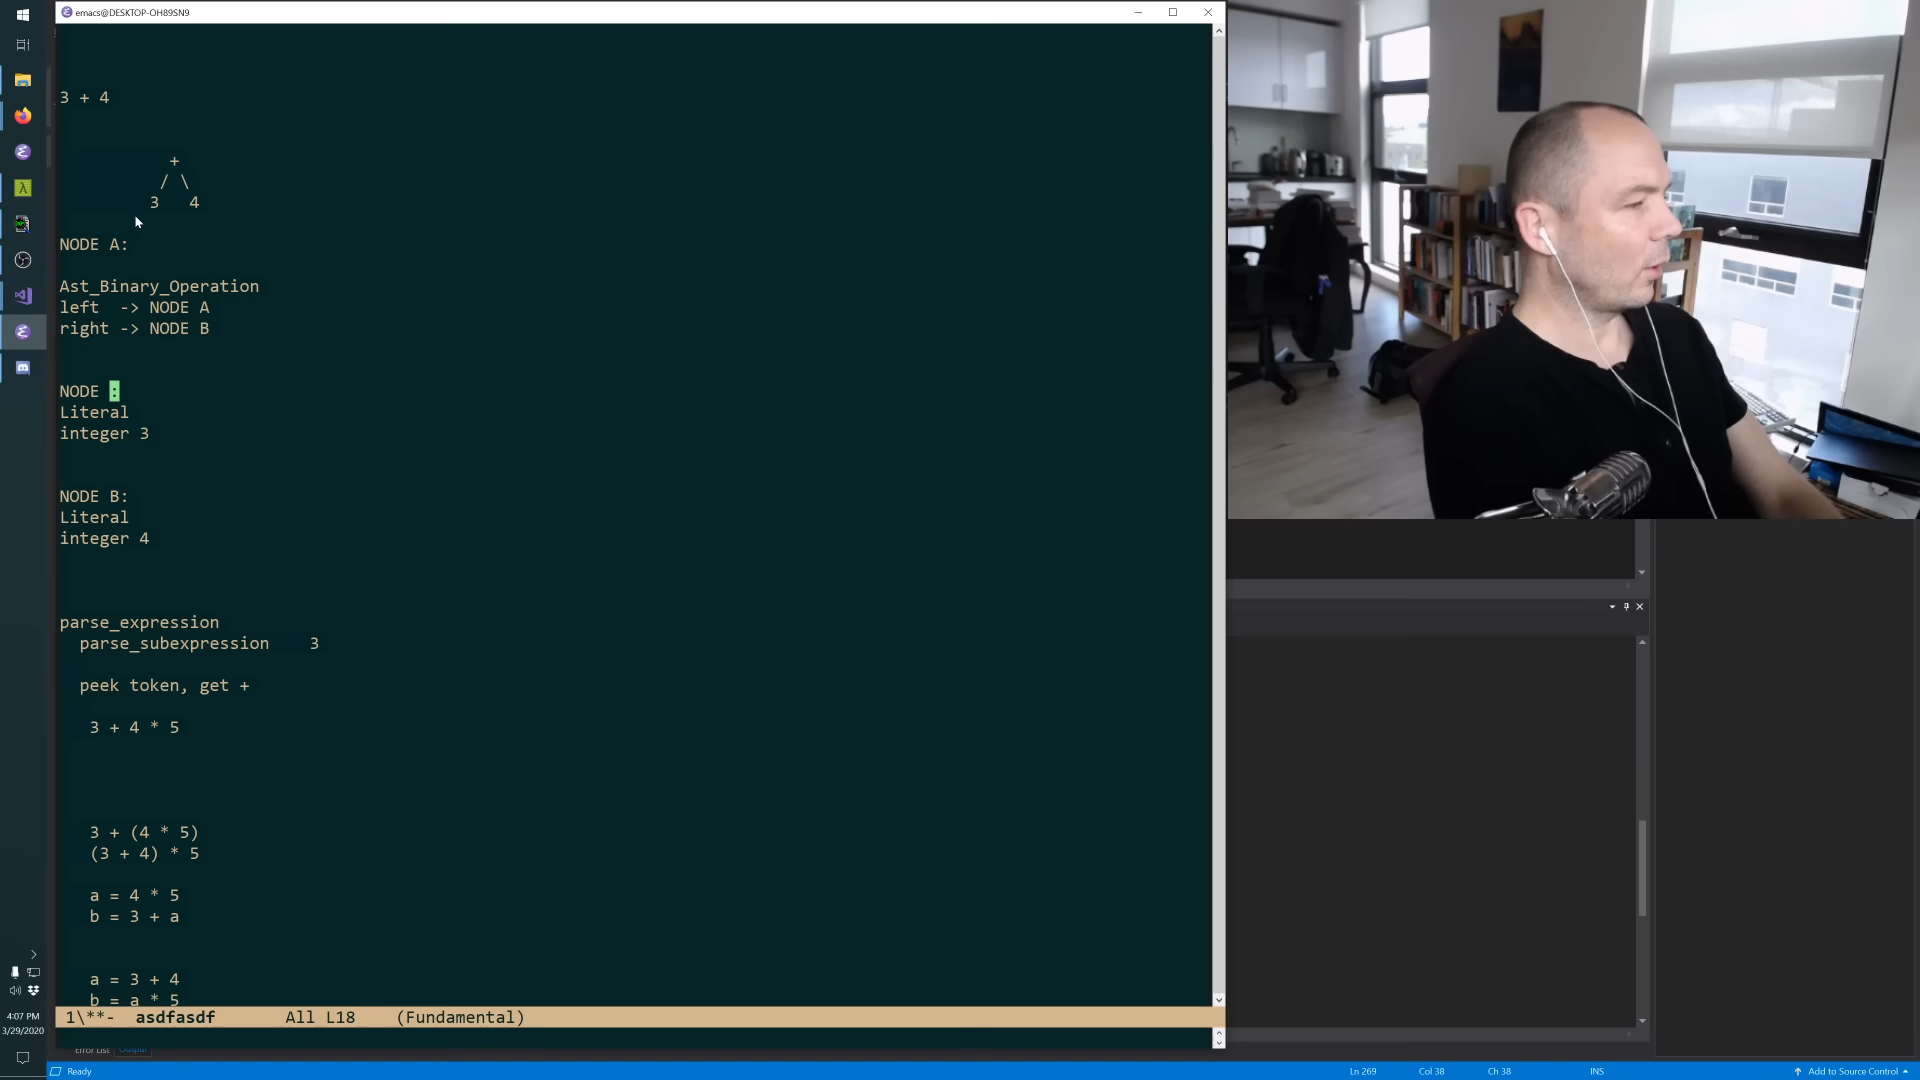 emacs@DESKTOP-OH89SN9
3 + 4
+
/ \
3 4
NODE A:
Ast_Binary_Operation
left -> NODE A
right -> NODE B
NODE :
Literal
integer 3
NODE B:
Literal
integer 4
parse_expression
parse_subexpression 3
peek token, get +
3 + 4 * 5
3 + (4 * 5)
(3 + 4) * 5
a = 4 * 5
b = 3 + a
a = 3 + 4
b = a * 5
1\**- asdfasdf All L18 (Fundamental)
4:07 PM
3/29/2020
Error List Output
Ready Ln 269 Col 38 Ch 38 INS Add to Source Control